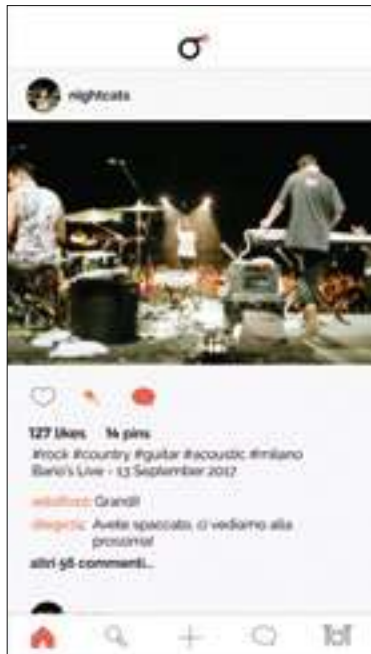 nightcats
127 likes 14 pins
#rock #country #guitar #acoustic #milano
Bano's Live - 13 September 2017
Grandi!
Avete spaccato, ci vediamo alla
prossima!
altri 56 commenti...